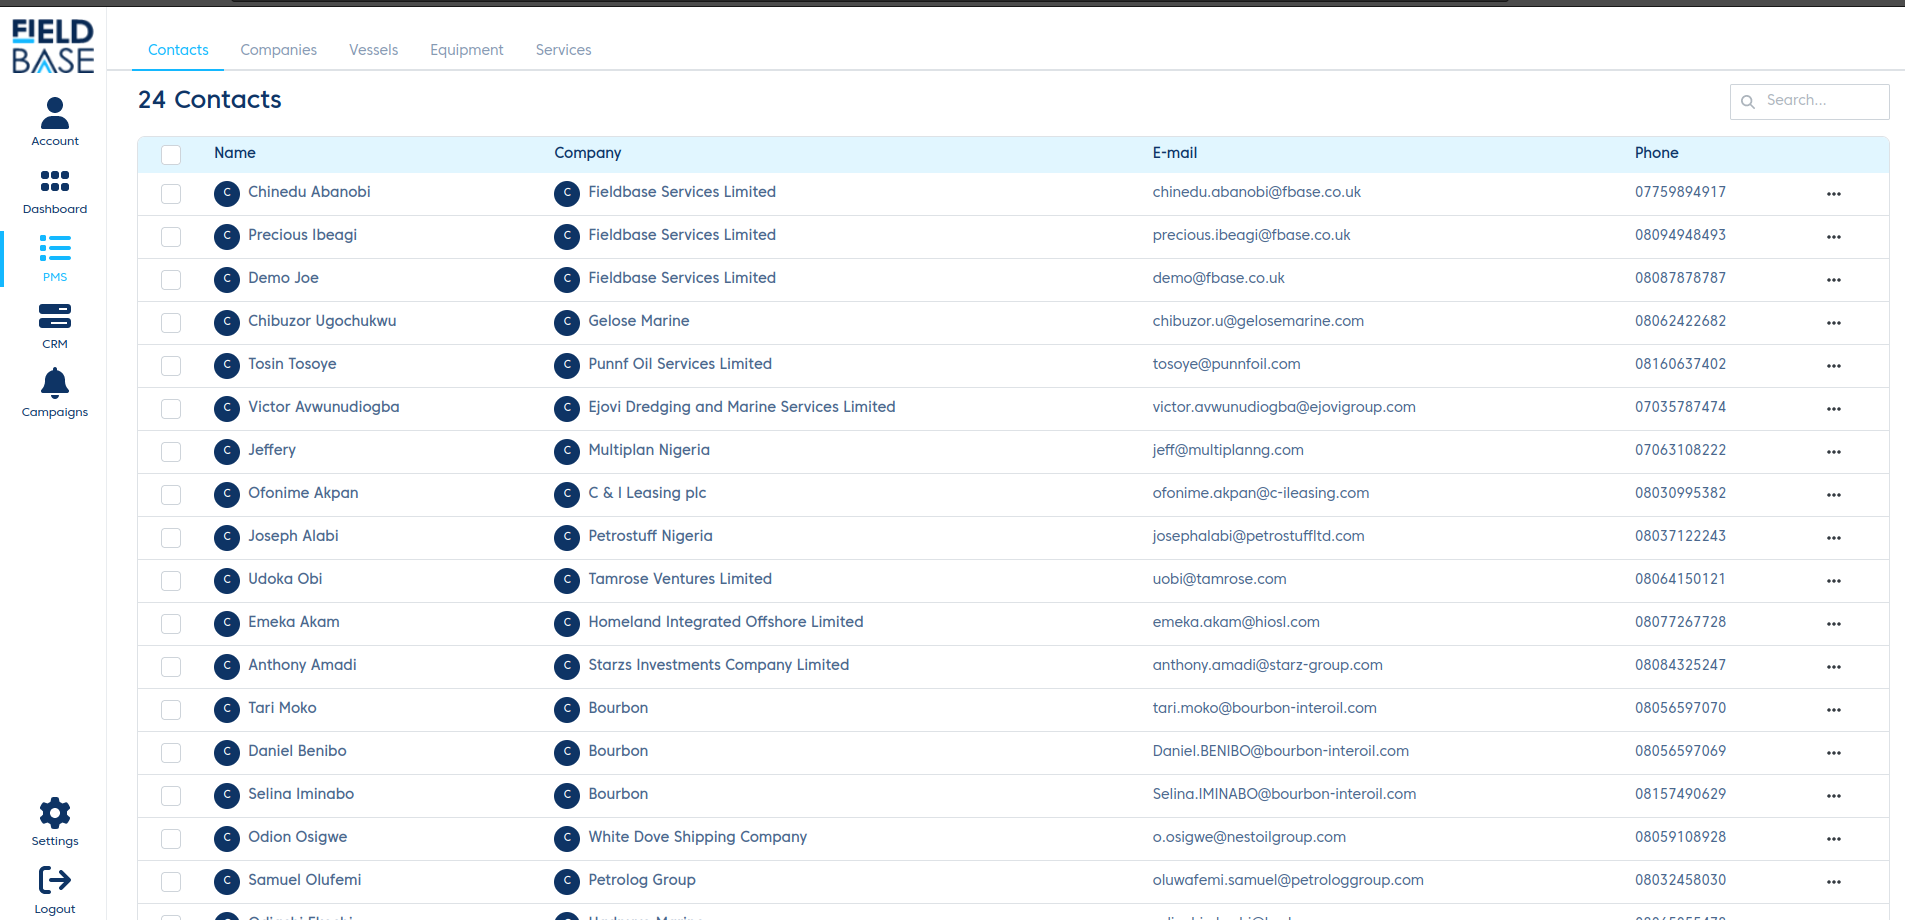 FIELD
BASE
Contacts Companies Vessels Equipment Services
24 Contacts
Search...
Account
Dashboard
PMS
CRM
Campaigns
Settings
Logout
Name Company E-mail Phone
C Chinedu Abanobi C Fieldbase Services Limited chinedu.abanobi@fbase.co.uk 07759894917
C Precious Ibeagi C Fieldbase Services Limited precious.ibeagi@fbase.co.uk 08094948493
C Demo Joe C Fieldbase Services Limited demo@fbase.co.uk 08087878787
C Chibuzor Ugochukwu C Gelose Marine chibuzor.u@gelosemarine.com 08062422682
C Tosin Tosoye C Punnf Oil Services Limited tosoye@punnfoil.com 08160637402
C Victor Avwunudiogba C Ejovi Dredging and Marine Services Limited victor.avwunudiogba@ejovigroup.com 07035787474
C Jeffery C Multiplan Nigeria jeff@multiplanng.com 07063108222
C Ofonime Akpan C C & I Leasing plc ofonime.akpan@c-ileasing.com 08030995382
C Joseph Alabi C Petrostuff Nigeria josephalabi@petrostuffltd.com 08037122243
C Udoka Obi C Tamrose Ventures Limited uobi@tamrose.com 08064150121
C Emeka Akam C Homeland Integrated Offshore Limited emeka.akam@hiosl.com 08077267728
C Anthony Amadi C Starzs Investments Company Limited anthony.amadi@starz-group.com 08084325247
C Tari Moko C Bourbon tari.moko@bourbon-interoil.com 08056597070
C Daniel Benibo C Bourbon Daniel.BENIBO@bourbon-interoil.com 08056597069
C Selina Iminabo C Bourbon Selina.IMINABO@bourbon-interoil.com 08157490629
C Odion Osigwe C White Dove Shipping Company o.osigwe@nestoilgroup.com 08059108928
C Samuel Olufemi C Petrolog Group oluwafemi.samuel@petrologgroup.com 08032458030